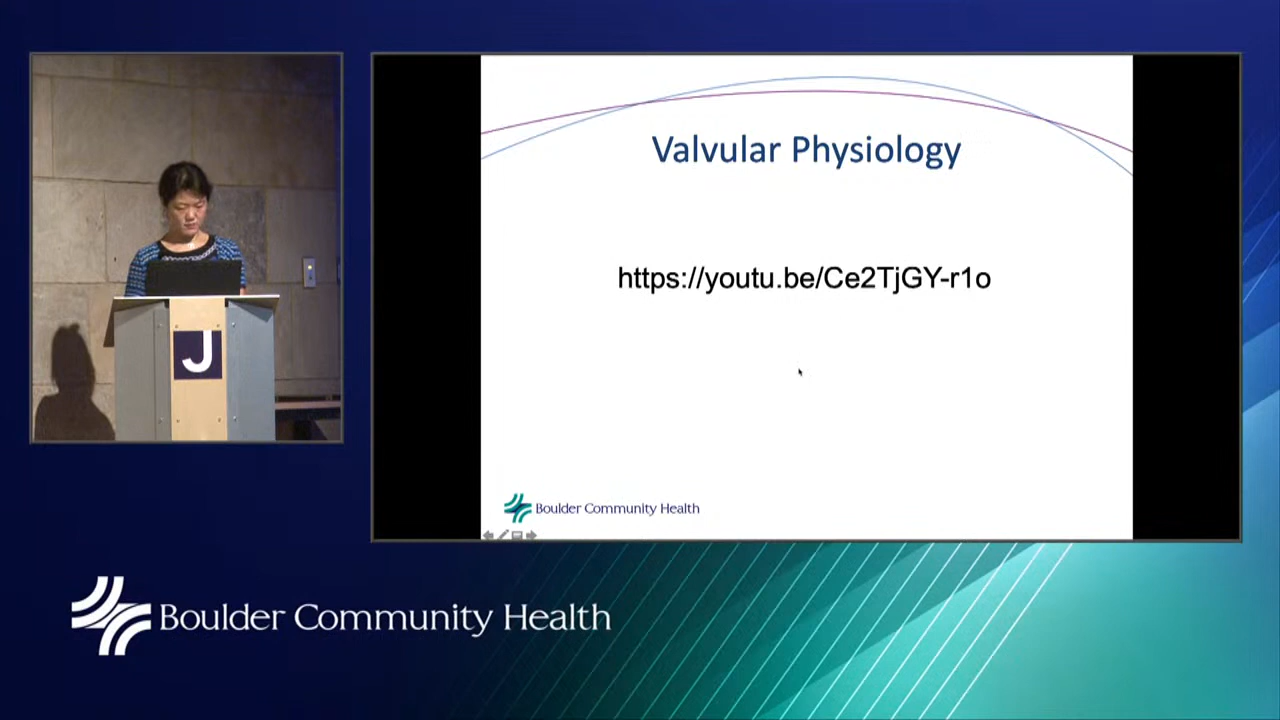 J
Valvular Physiology
https://youtu.be/Ce2TjGY-r1o
Boulder Community Health
Boulder Community Health